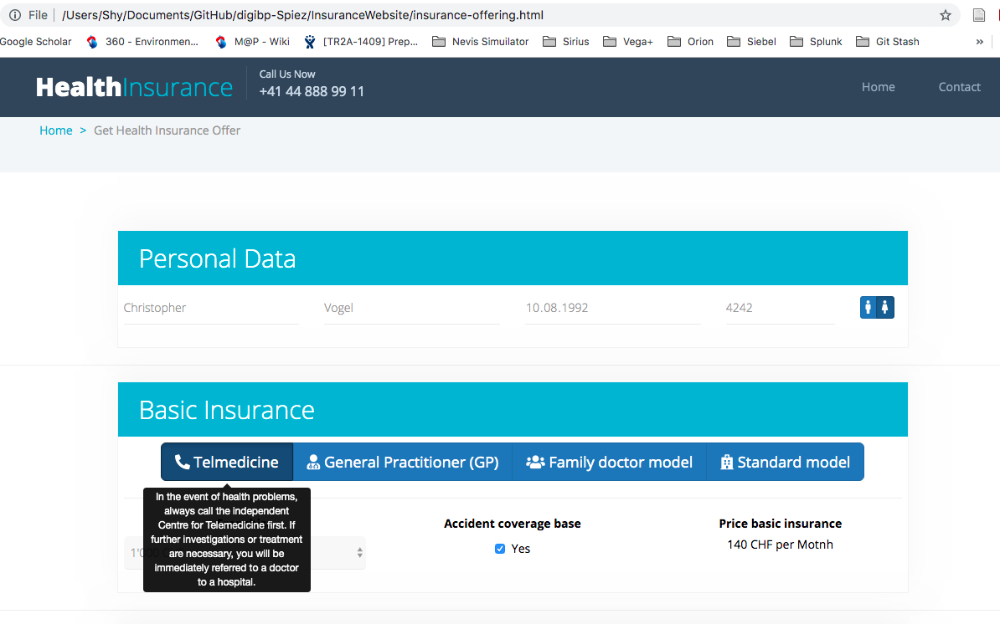 File /Users/Shy/Documents/GitHub/digibp-Spiez/InsuranceWebsite/insurance-offering.html
Google Scholar 360 - Environmen... M@P - Wiki [TR2A-1409] Prep... Nevis Simuilator Sirius Vega+ Orion Siebel Splunk Git Stash »
HealthInsurance
Call Us Now
+41 44 888 99 11
Home Contact
Home > Get Health Insurance Offer
Personal Data
Christopher Vogel 10.08.1992 4242
Basic Insurance
Telmedicine General Practitioner (GP) Family doctor model Standard model
In the event of health problems,
always call the independent
Centre for Telemedicine first. If
further investigations or treatment
are necessary, you will be
immediately referred to a doctor
to a hospital.
Accident coverage base
Yes
Price basic insurance
140 CHF per Motnh